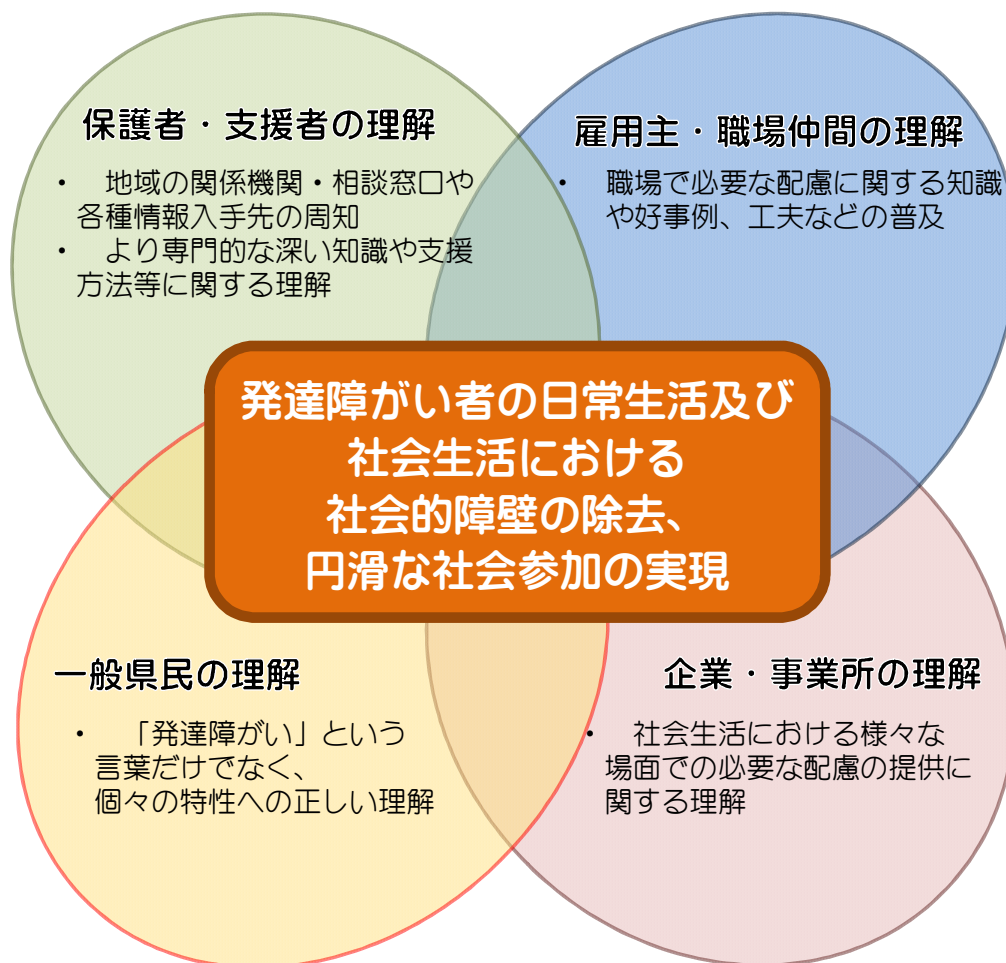 保護者・支援者の理解
・ 地域の関係機関・相談窓口や
各種情報入手先の周知
・ より専門的な深い知識や支援
方法等に関する理解
雇用主・職場仲間の理解
・ 職場で必要な配慮に関する知識
や好事例、工夫などの普及
発達障がい者の日常生活及び
社会生活における
社会的障壁の除去、
円滑な社会参加の実現
一般県民の理解
・ 「発達障がい」という
言葉だけでなく、
個々の特性への正しい理解
企業・事業所の理解
・ 社会生活における様々な
場面での必要な配慮の提供に
関する理解